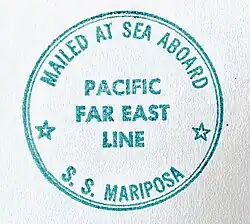 MAILED AT SEA ABOARD
PACIFIC
FAR EAST
LINE
S. S. MARIPOSA